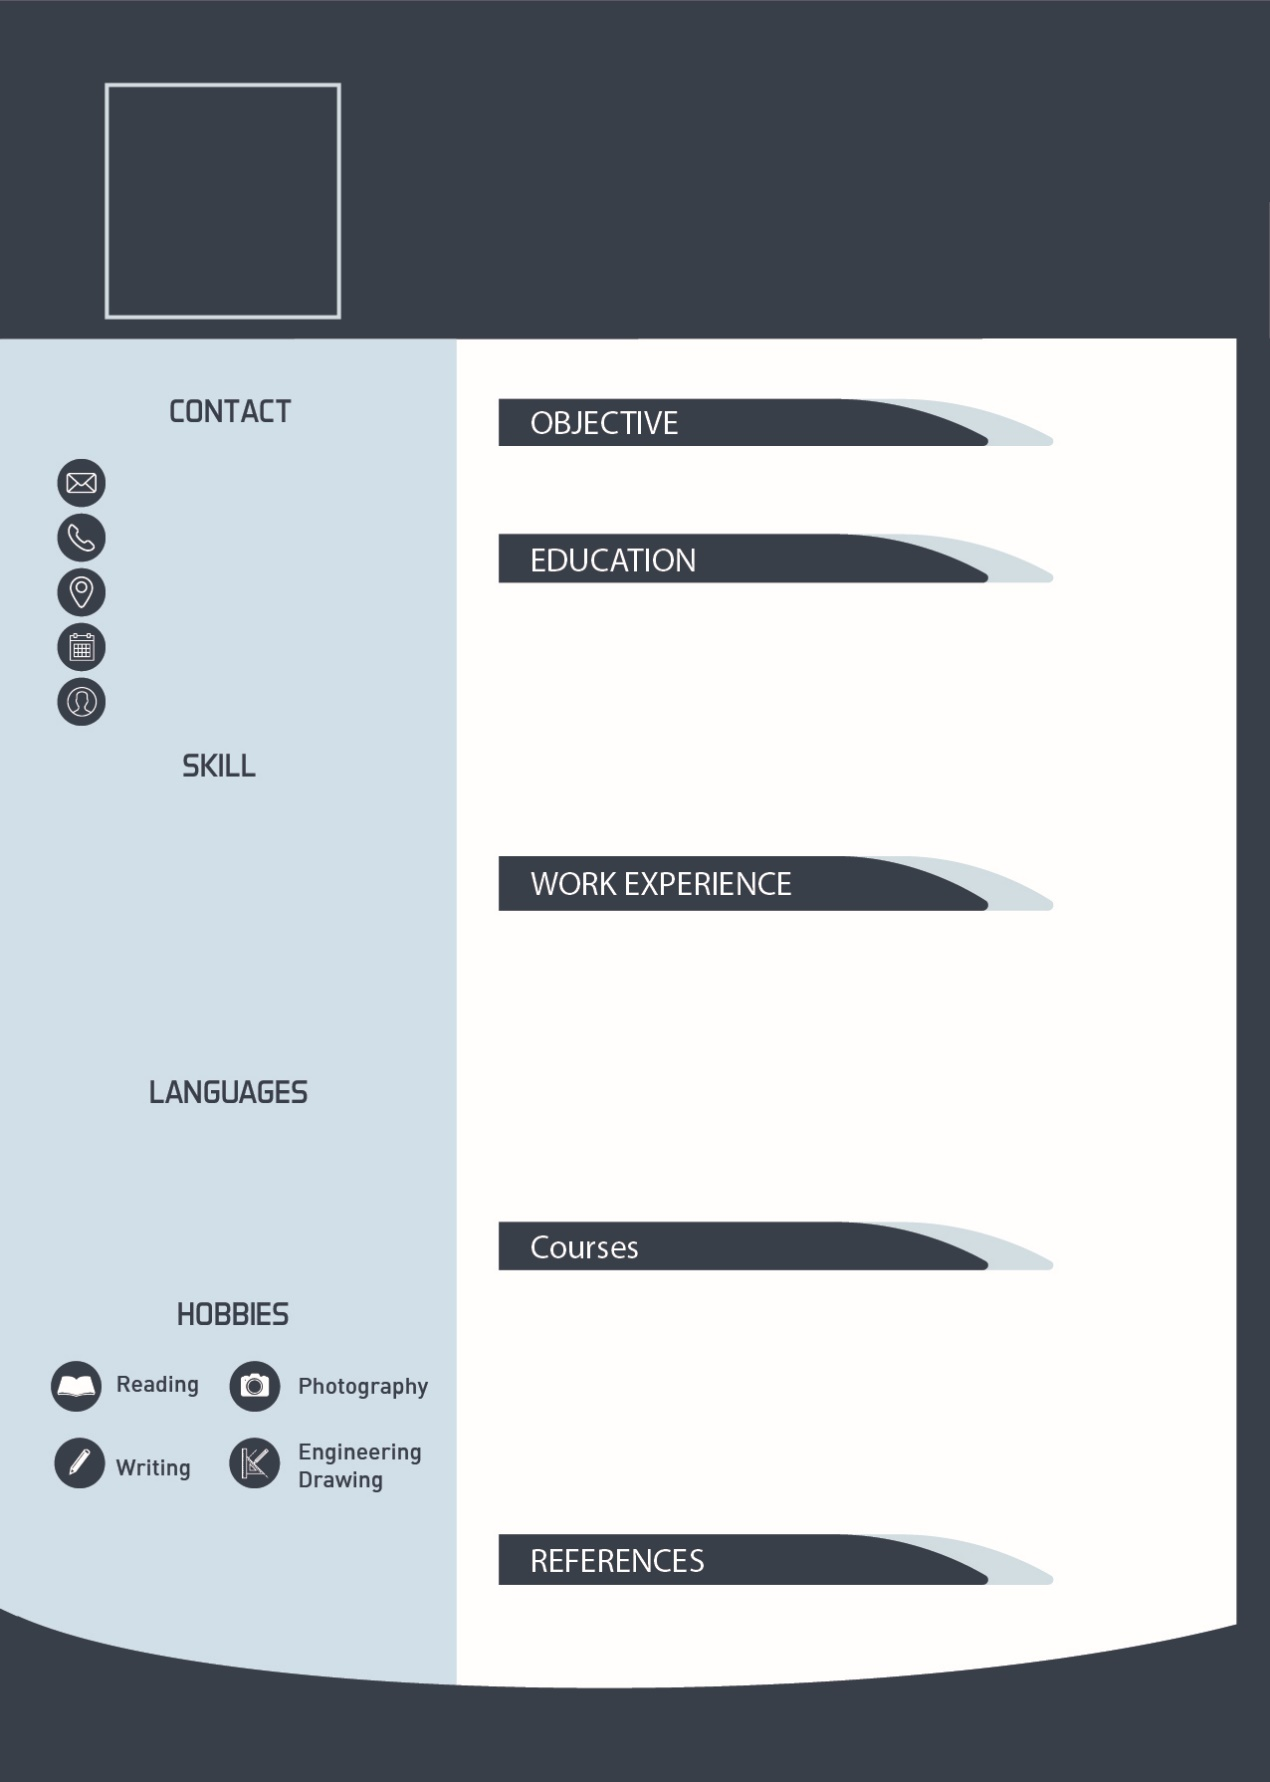 CONTACT
SKILL
LANGUAGES
HOBBIES
Reading
Photography
Writing
Engineering
Drawing
OBJECTIVE
EDUCATION
WORK EXPERIENCE
Courses
REFERENCES